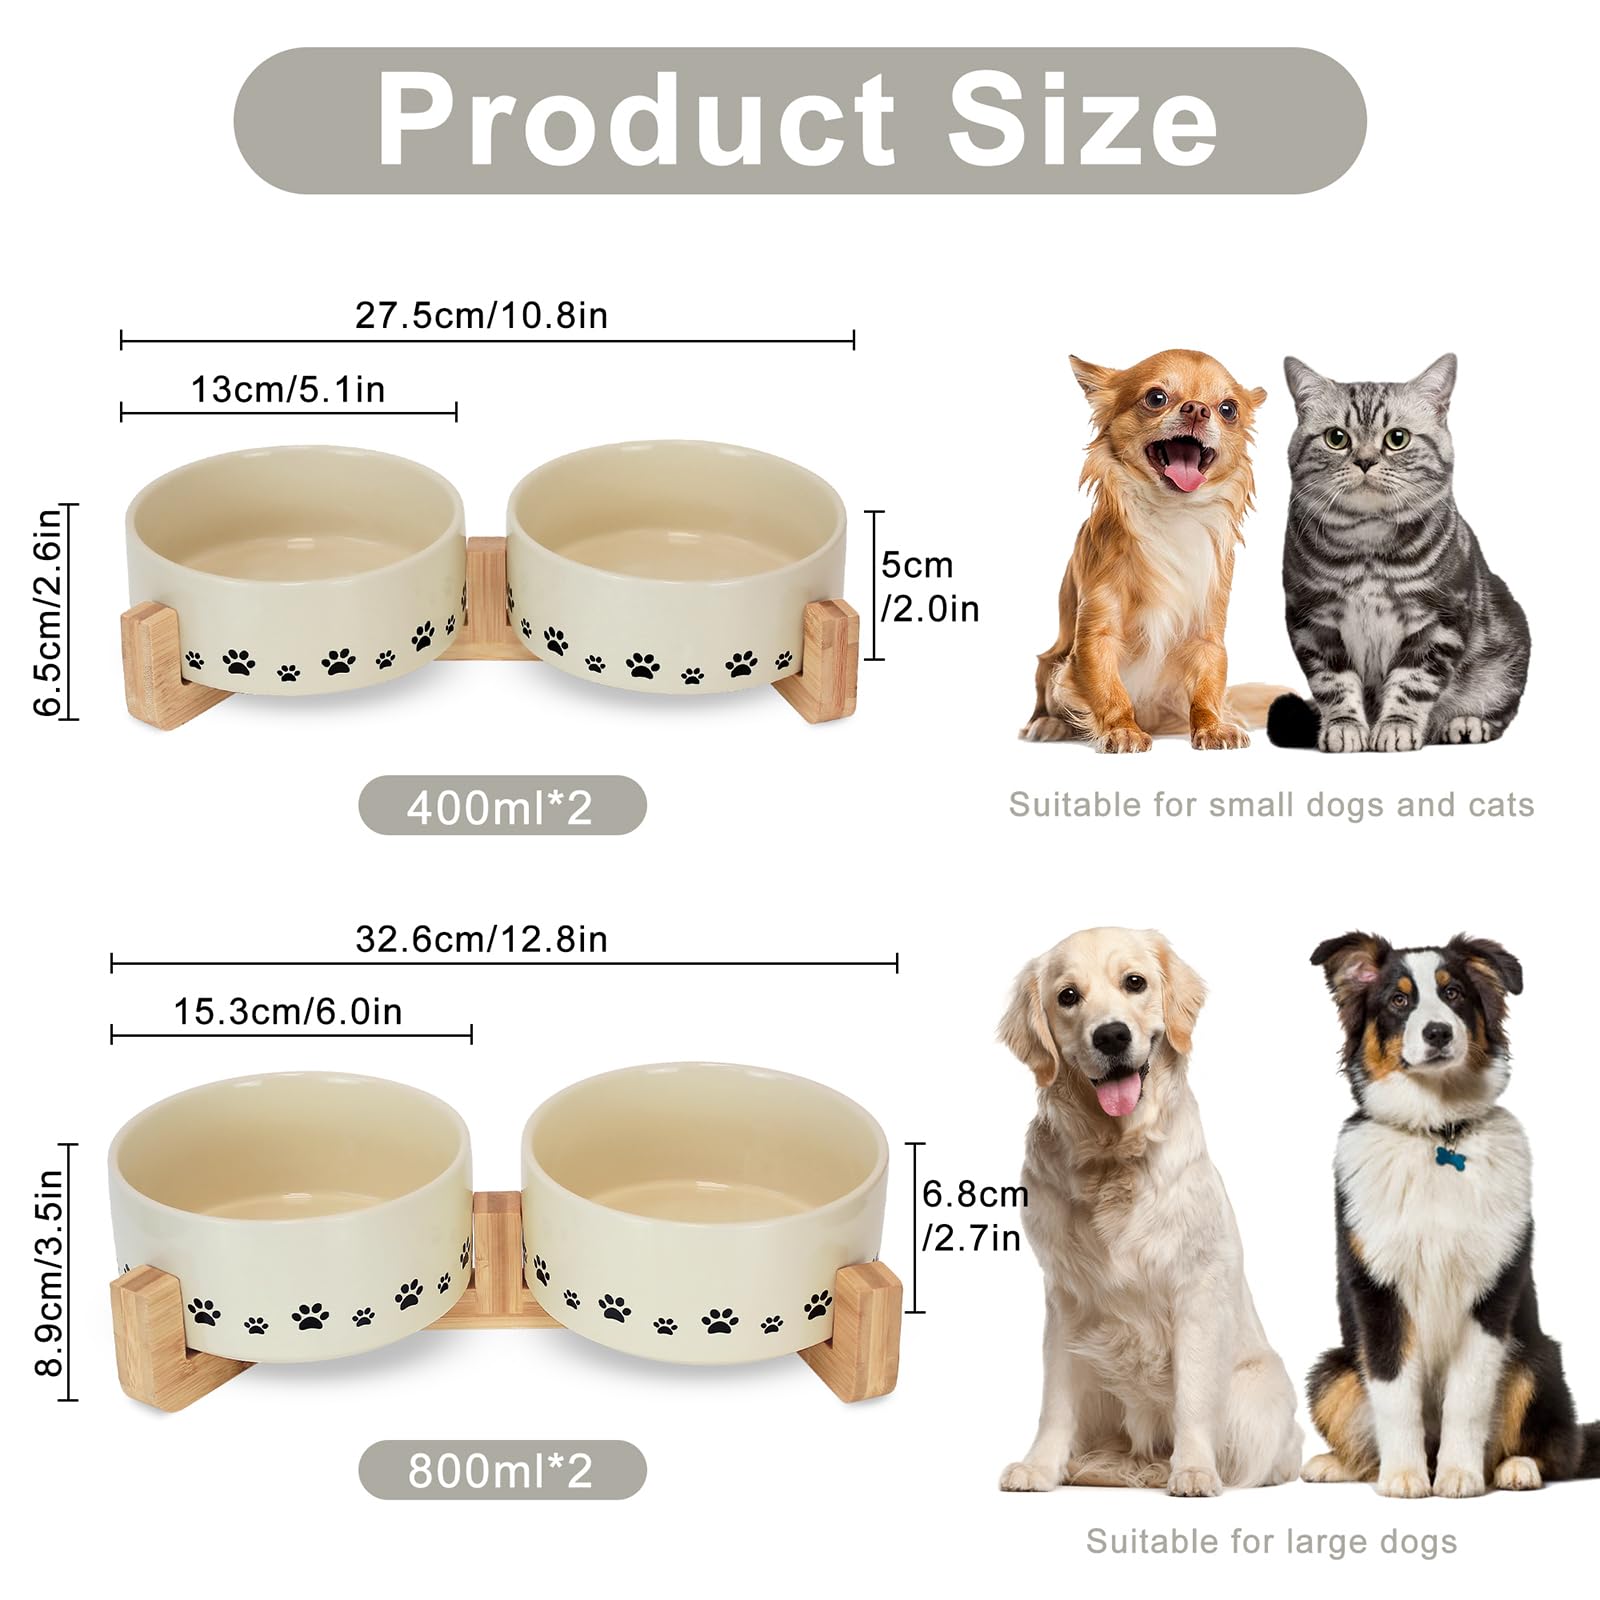 Product Size
27.5cm/10.8in
13cm/5.1in
6.5cm/2.6in
5cm
/2.0in
400ml*2
Suitable for small dogs and cats
32.6cm/12.8in
15.3cm/6.0in
8.9cm/3.5in
6.8cm
/2.7in
800ml*2
Suitable for large dogs